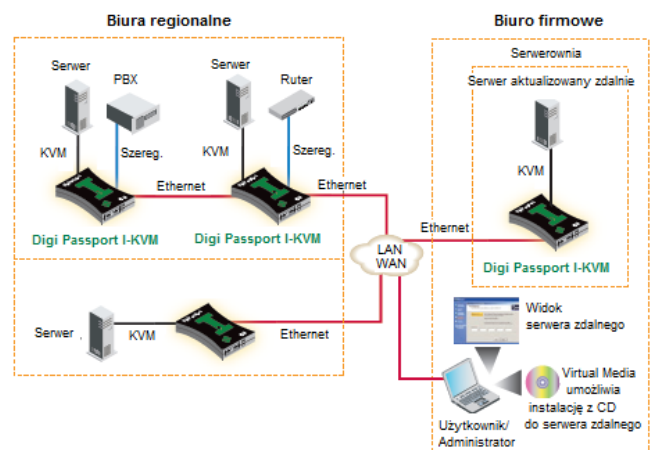 Biura regionalne
Biuro firmowe
Serwerownia
Serwer
PBX
Serwer
Ruter
Serwer aktualizowany zdalnie
KVM
Szereg.
KVM
Szereg.
KVM
Ethernet
Ethernet
Ethernet
Digi Passport I-KVM
Digi Passport I-KVM
LAN
WAN
Digi Passport I-KVM
Serwer
KVM
Ethernet
Widok
serwera zdalnego
Virtual Media
umożliwia
instalację z CD
do serwera zdalnego
Użytkownik/
Administrator